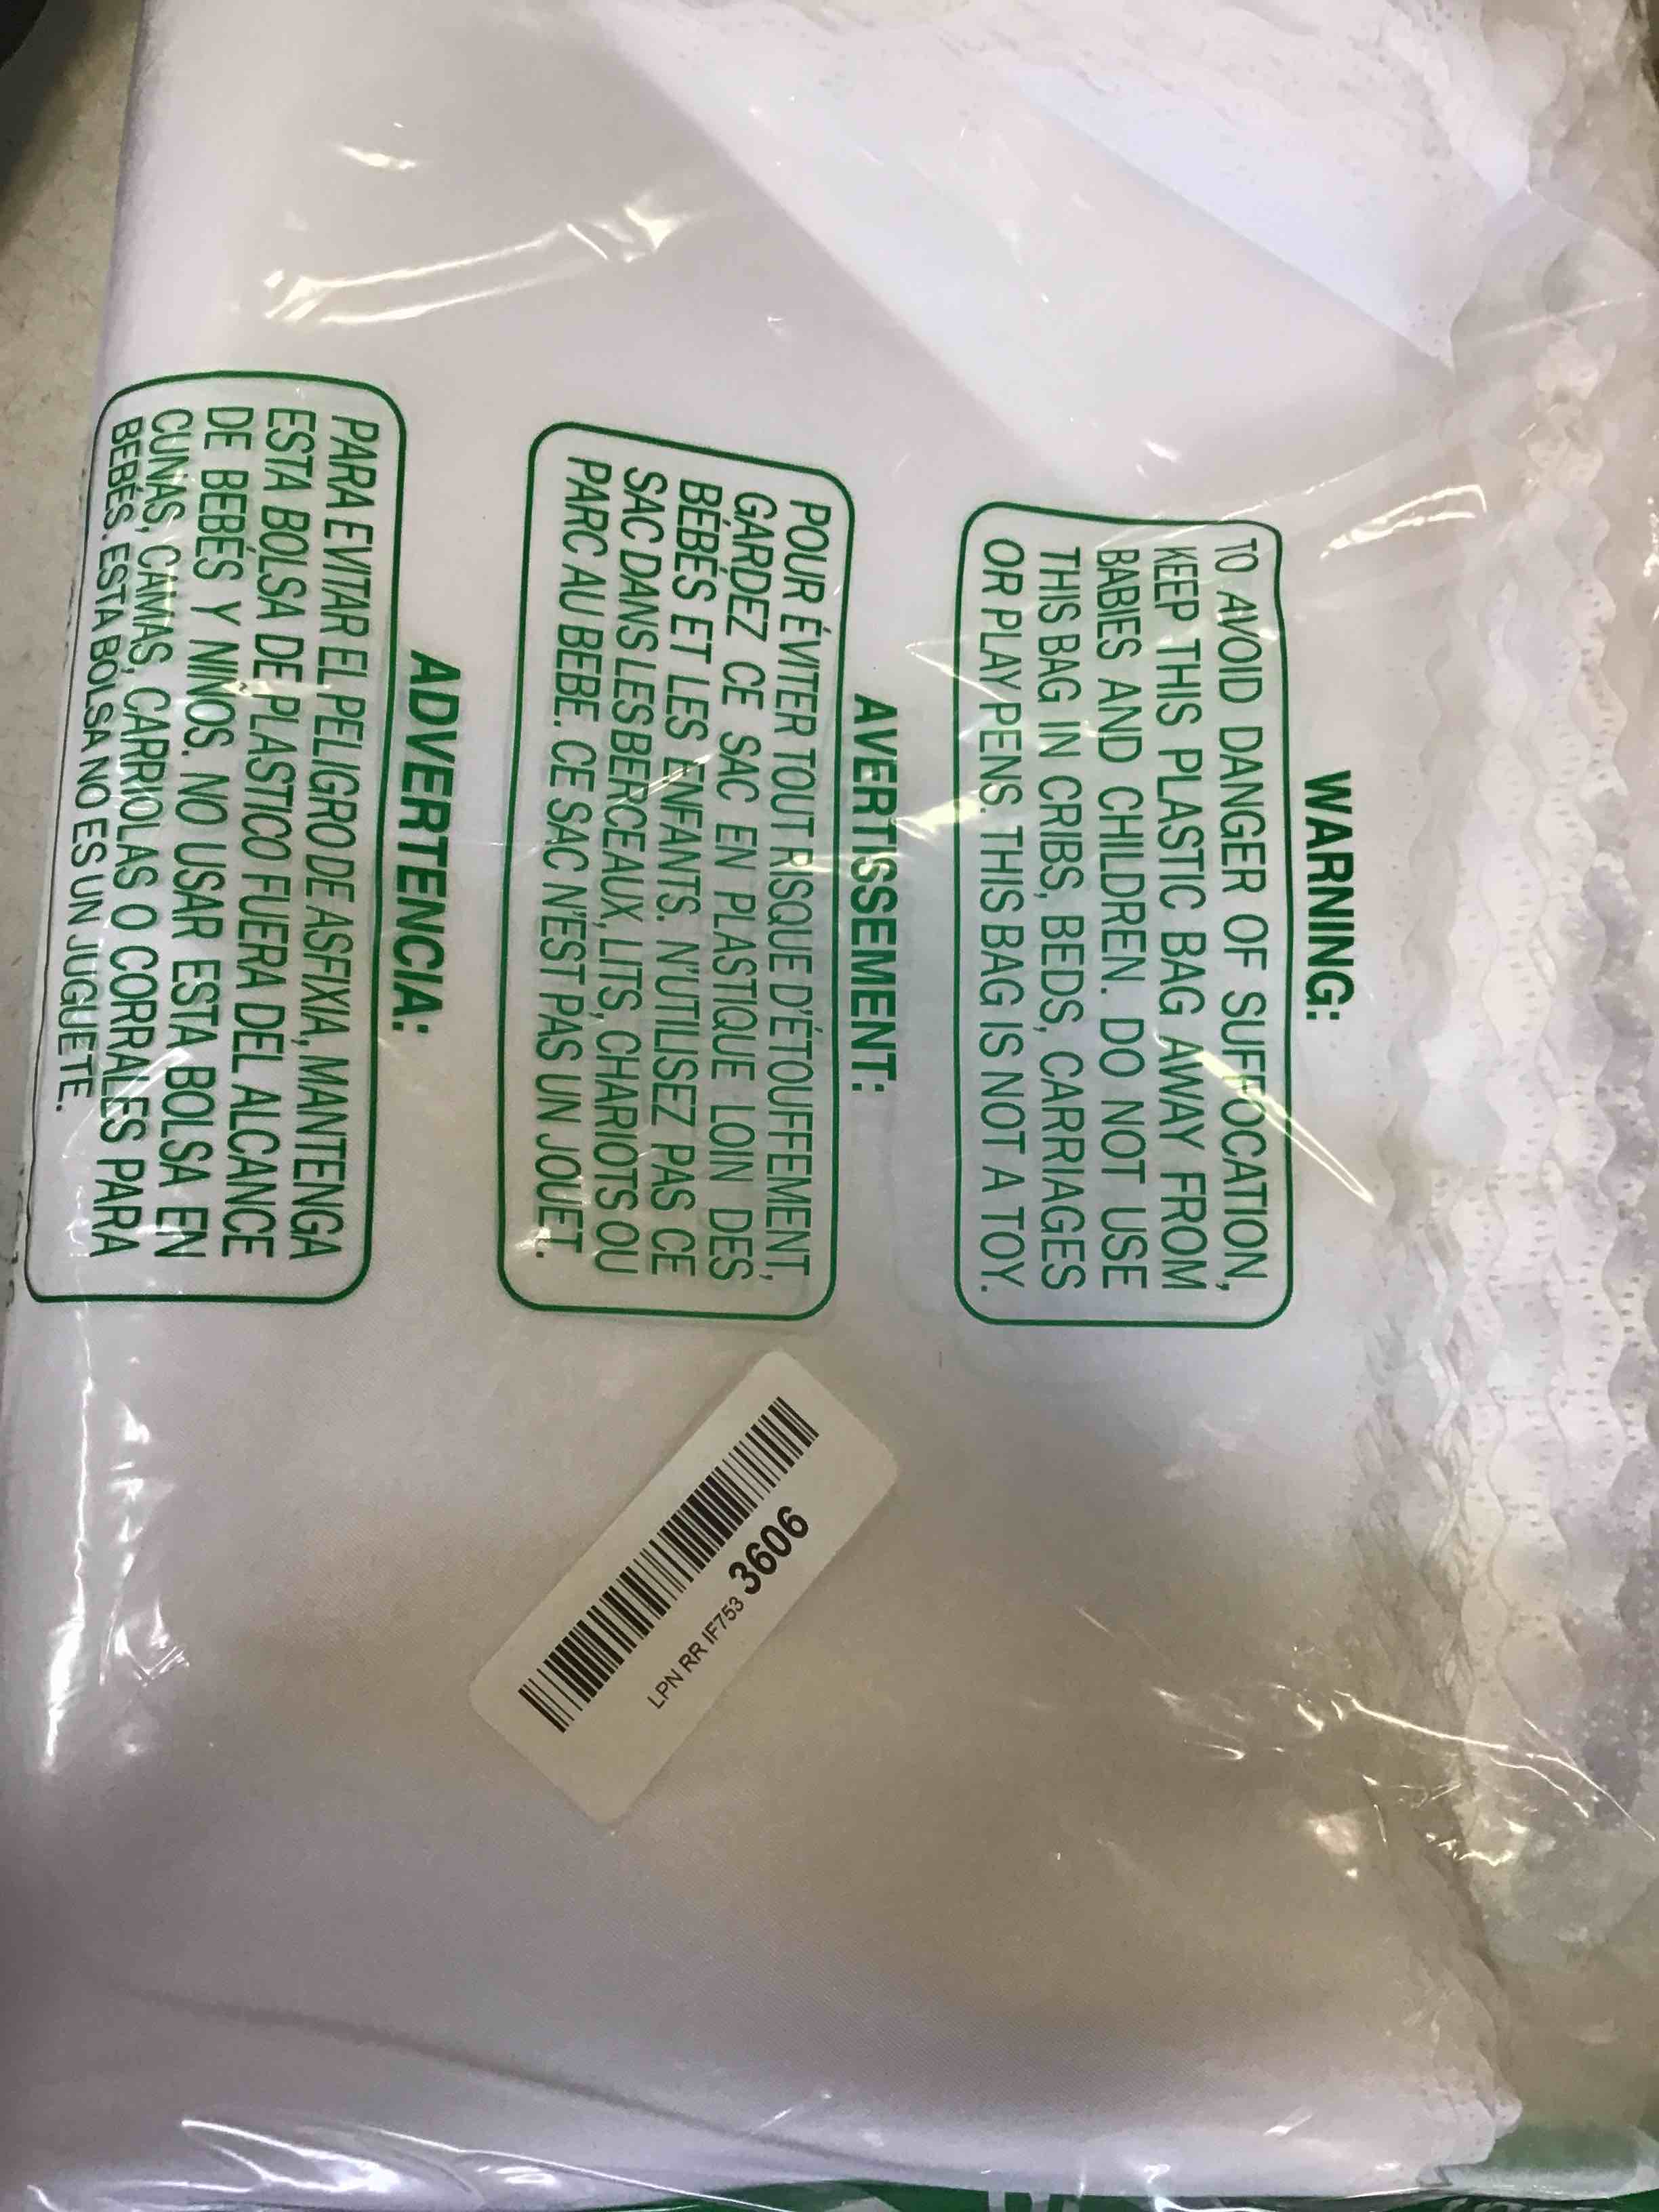 WARNING:
TO AVOID DANGER OF SUFFOCATION,
KEEP THIS PLASTIC BAG AWAY FROM
BABIES AND CHILDREN. DO NOT USE
THIS BAG IN CRIBS, BEDS, CARRIAGES
OR PLAY PENS. THIS BAG IS NOT A TOY.
AVERTISSEMENT:
POUR ÉVITER TOUT RISQUE D'ÉTOUFFEMENT,
GARDEZ CE SAC EN PLASTIQUE LOIN DES
BÉBÉS ET LES ENFANTS. N'UTILISEZ PAS CE
SAC DANS LES BERCEAUX, LITS, CHARIOTS OU
PARC AU BEBE. CE SAC N'EST PAS UN JOUET.
ADVERTENCIA:
PARA EVITAR EL PELIGRO DE ASFIXIA, MANTENGA
ESTA BOLSA DE PLASTICO FUERA DEL ALCANCE
DE BEBÉS Y NIÑOS. NO USAR ESTA BOLSA EN
CUNAS, CAMAS, CARRIOLAS O CORRALES PARA
BEBÉS. ESTA BOLSA NO ES UN JUGUETE.
LPN RR IF753 3606